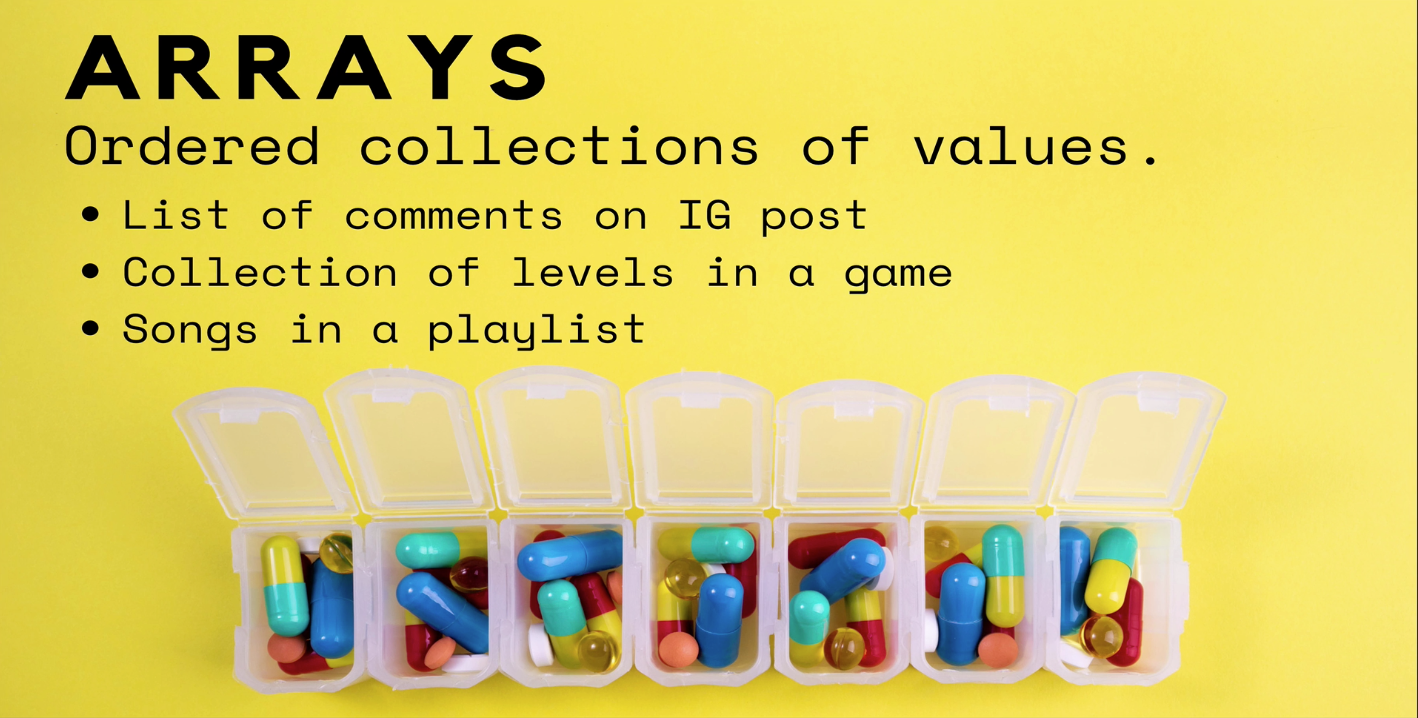 ARRAYS
Ordered collections of values.
• List of comments on IG post
• Collection of levels in a game
• Songs in a playlist